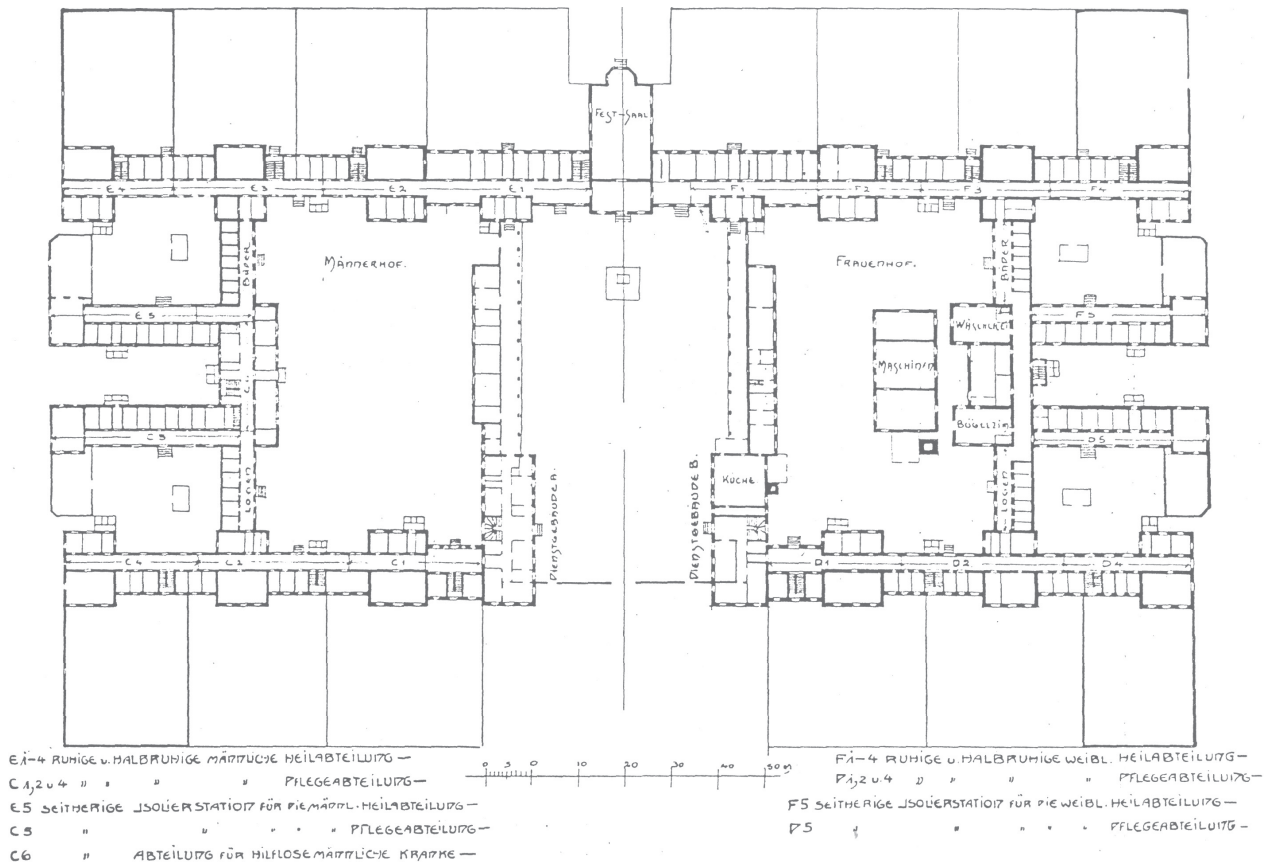 FEST-SAAL
E4 E3 E2 E1 F1 F2 F3 F4
BÄDER
MÄNNERHOF.
FRAUENHOF.
BÄDER
E5
WÄSCHEREI
F5
MASCHINEN
C5
BÜGELZIM
D5
LOGEN
DIENSTGEBÄUDE A.
DIENSTGEBÄUDE B.
KÜCHE
LOGEN
C4 C2 C1 D1 D2 D4
0 5 0 10 20 30 40 50 M
E1-4 RUHIGE U. HALBRUHIGE MÄNNLICHE HEILABTEILUNG —
C1,2 U 4 " " " " PFLEGEABTEILUNG —
E5 SEITHERIGE ISOLIERSTATION FÜR DIE MÄNNL. HEILABTEILUNG —
C5 " " " " " PFLEGEABTEILUNG —
C6 " ABTEILUNG FÜR HILFLOSE MÄNNLICHE KRANKE —
F1-4 RUHIGE U. HALBRUHIGE WEIBL. HEILABTEILUNG —
D1,2 U. 4 " " " " PFLEGEABTEILUNG —
F5 SEITHERIGE ISOLIERSTATION FÜR DIE WEIBL. HEILABTEILUNG —
D5 " " " " " PFLEGEABTEILUNG —